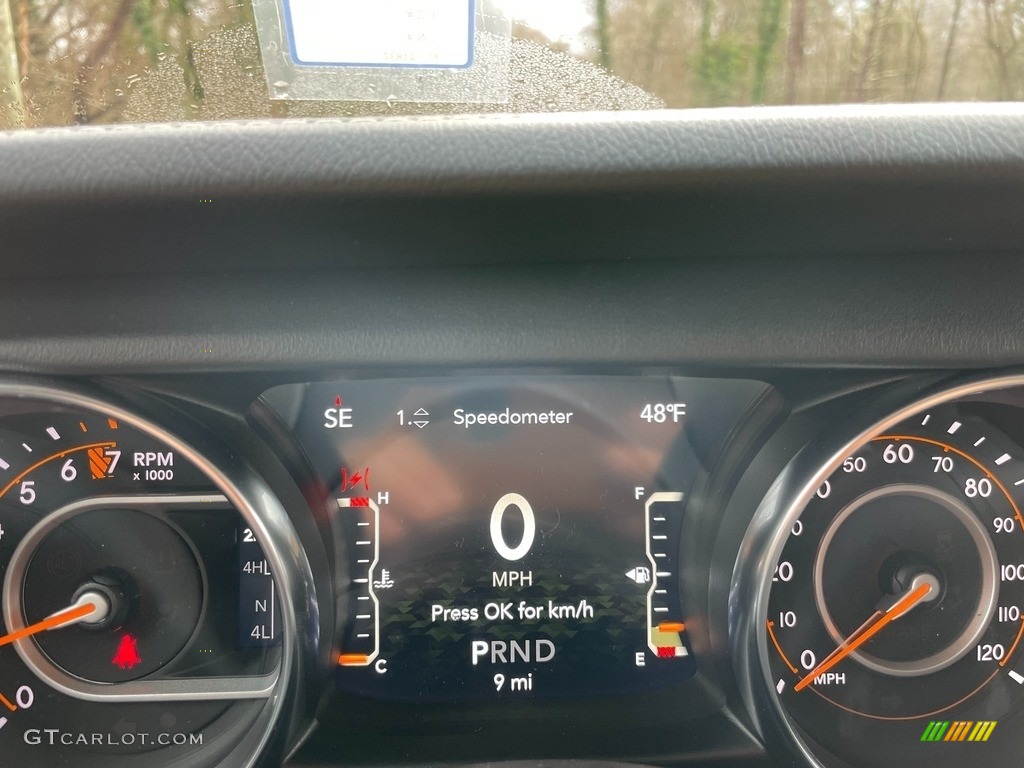 SE 1. Speedometer 48°F
5 6 7 RPM
x 1000
H
F
50 60 70
80
90
100
110
120
20
10
0
MPH
4HL
N
4L
0
MPH
Press OK for km/h
PRND
9 mi
C
E
0
GTCARLOT.COM